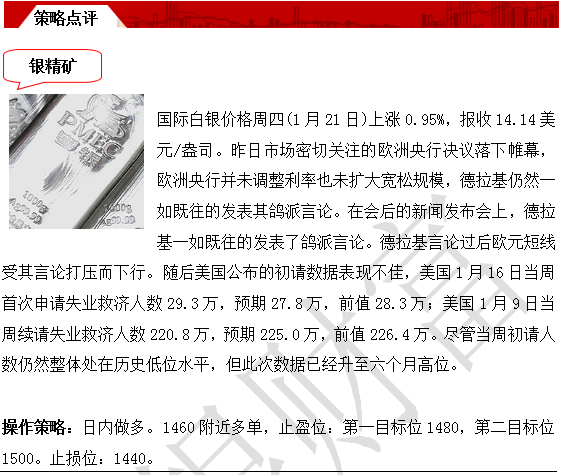 策略点评
银精矿
PMEC
1000g
Ag99.99
国际白银价格周四(1月21日)上涨0.95%，报收14.14美
元/盎司。昨日市场密切关注的欧洲央行决议落下帷幕，
欧洲央行并未调整利率也未扩大宽松规模，德拉基仍然一
如既往的发表其鸽派言论。在会后的新闻发布会上，德拉
基一如既往的发表了鸽派言论。德拉基言论过后欧元短线
受其言论打压而下行。随后美国公布的初请数据表现不佳，美国1月16日当周
首次申请失业救济人数29.3万，预期27.8万，前值28.3万；美国1月9日当
周续请失业救济人数220.8万，预期225.0万，前值226.4万。尽管当周初请人
数仍然整体处在历史低位水平，但此次数据已经升至六个月高位。
操作策略：日内做多。1460附近多单，止盈位：第一目标位1480，第二目标位
1500。止损位：1440。
财富